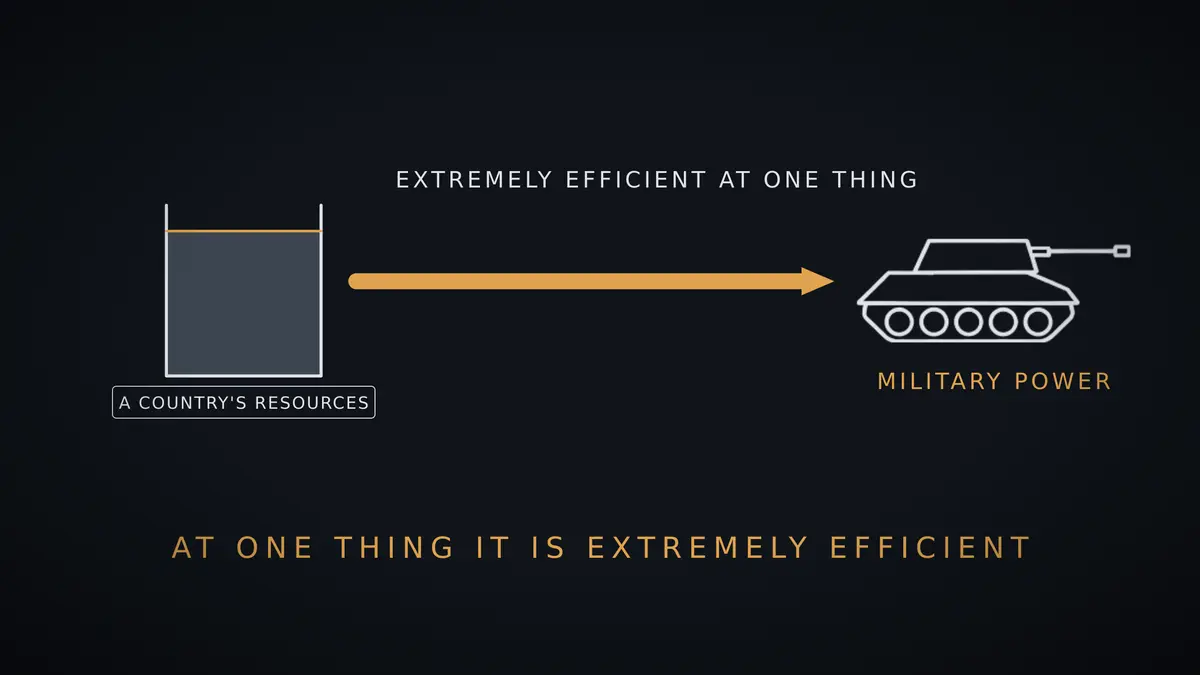 EXTREMELY EFFICIENT AT ONE THING
MILITARY POWER
A COUNTRY'S RESOURCES
AT ONE THING IT IS EXTREMELY EFFICIENT